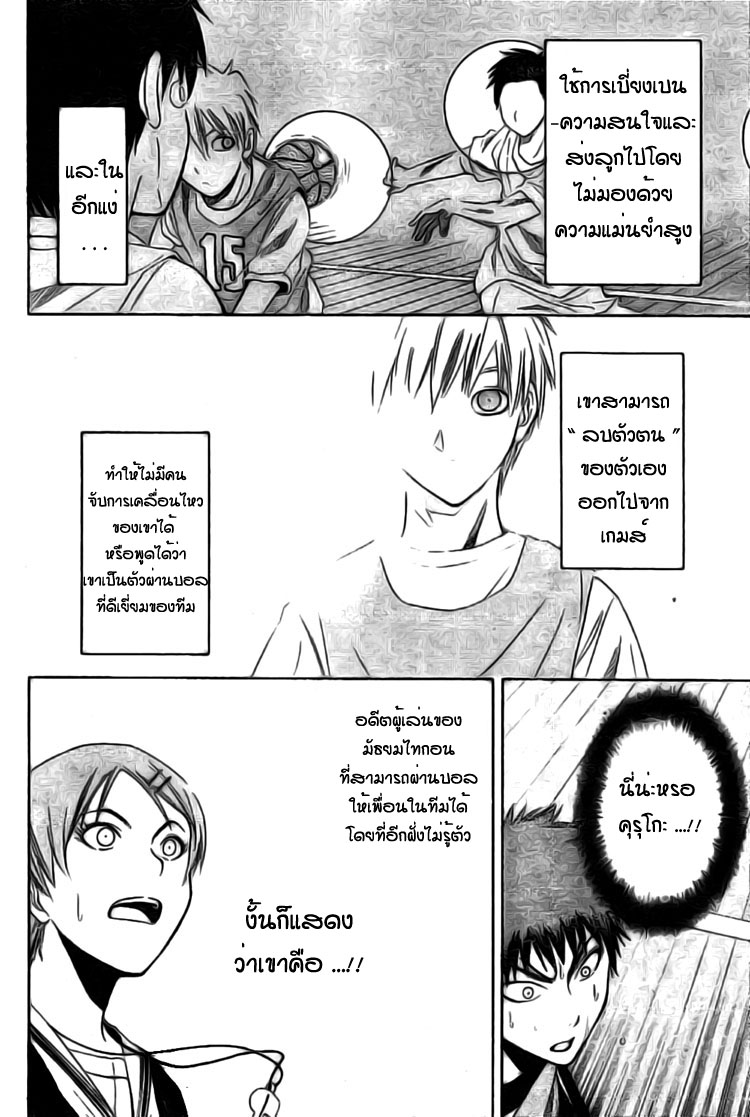 ใช้การเบี่ยงเบน
-ความสนใจและ
ส่งลูกไปโดย
ไม่มองด้วย
ความแม่นยำสูง
และใน
อีกแง่
...
15
เขาสามารถ
“ ลบตัวตน ”
ของตัวเอง
ออกไปจาก
เกมส์
ทำให้ไม่มีคน
จับการเคลื่อนไหว
ของเขาได้
หรือพูดได้ว่า
เขาเป็นตัวผ่านบอล
ที่ดีเยี่ยมของทีม
นี่น่ะหรอ
คุรุโกะ ...!!
อดีตผู้เล่นของ
มัธยมไทกอน
ที่สามารถผ่านบอล
ให้เพื่อนในทีมได้
โดยที่อีกฝั่งไม่รู้ตัว
งั้นก็แสดง
ว่าเขาคือ ...!!